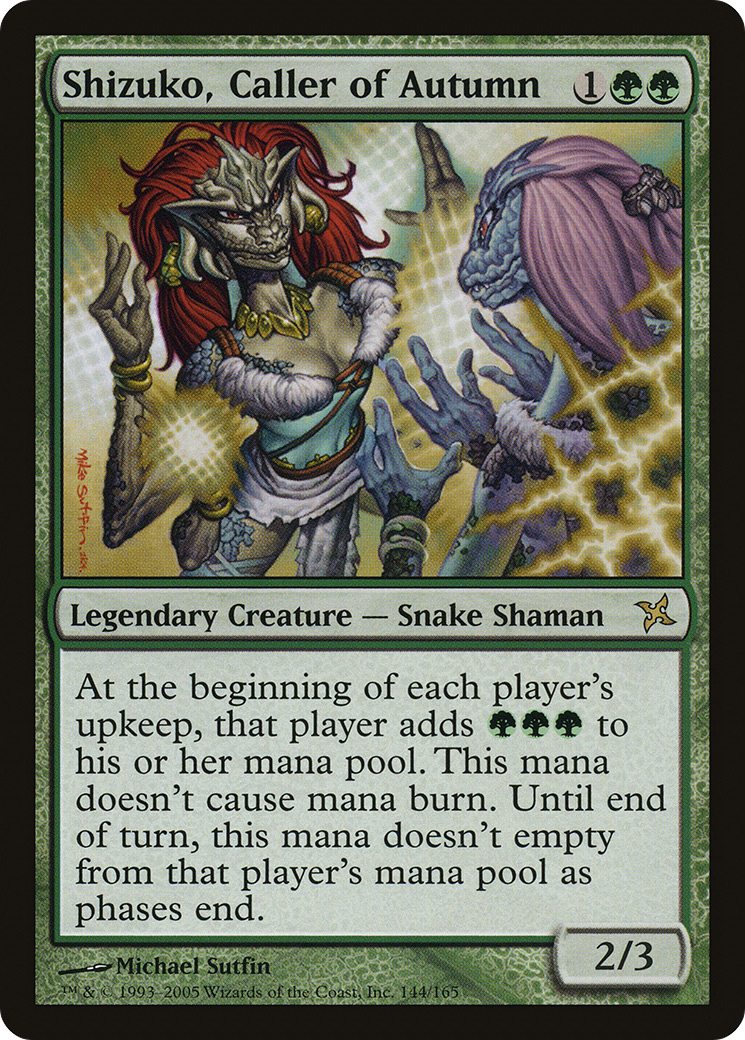 Shizuko, Caller of Autumn 1
Mike Sutfin
Legendary Creature — Snake Shaman
At the beginning of each player's
upkeep, that player adds to
his or her mana pool. This mana
doesn't cause mana burn. Until end
of turn, this mana doesn't empty
from that player's mana pool as
phases end.
2/3
Michael Sutfin
™ & © 1993–2005 Wizards of the Coast, Inc. 144/165